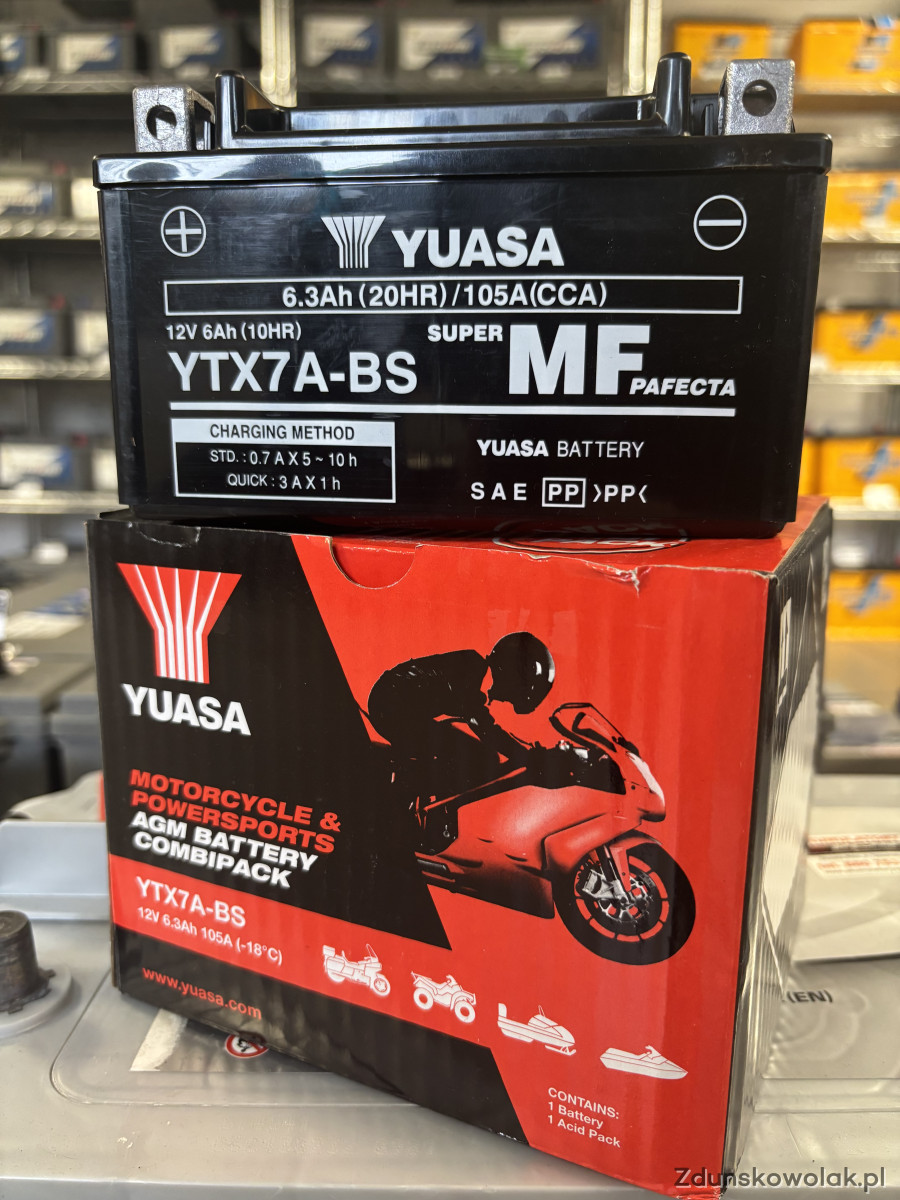 YUASA
6.3Ah (20HR) /105A(CCA)
12V 6Ah (10HR)
SUPER MF PAFECTA
YTX7A-BS
CHARGING METHOD
STD. : 0.7 A X 5 ~ 10 h
QUICK : 3 A X 1 h
YUASA BATTERY
SAE PP >PP<
YUASA
MOTORCYCLE &
POWERSPORTS
AGM BATTERY
COMBIPACK
YTX7A-BS
12V 6.3Ah 105A (-18°C)
www.yuasa.com
CONTAINS:
1 Battery
1 Acid Pack
(EN)
Zdunskowolak.pl